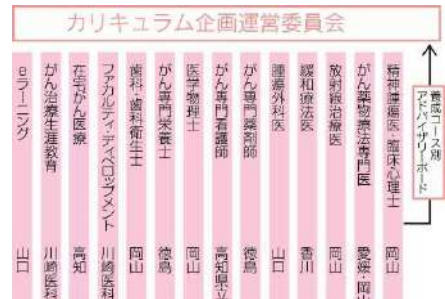 カリキュラム企画運営委員会
養成コース別
アドバイザリーボード
精神腫瘍医・臨床心理士
岡山
がん薬物療法専門医
愛媛・岡山
放射線治療医
岡山
緩和療法医
香川
腫瘍外科医
山口
がん専門薬剤師
徳島
がん専門看護師
高知県立
医学物理士
岡山
がん専門栄養士
徳島
歯科・歯科衛生士
岡山
ファカルティ・ディベロップメント
川崎医科
在宅がん医療
高知
がん治療生涯教育
川崎医科
eラーニング
山口